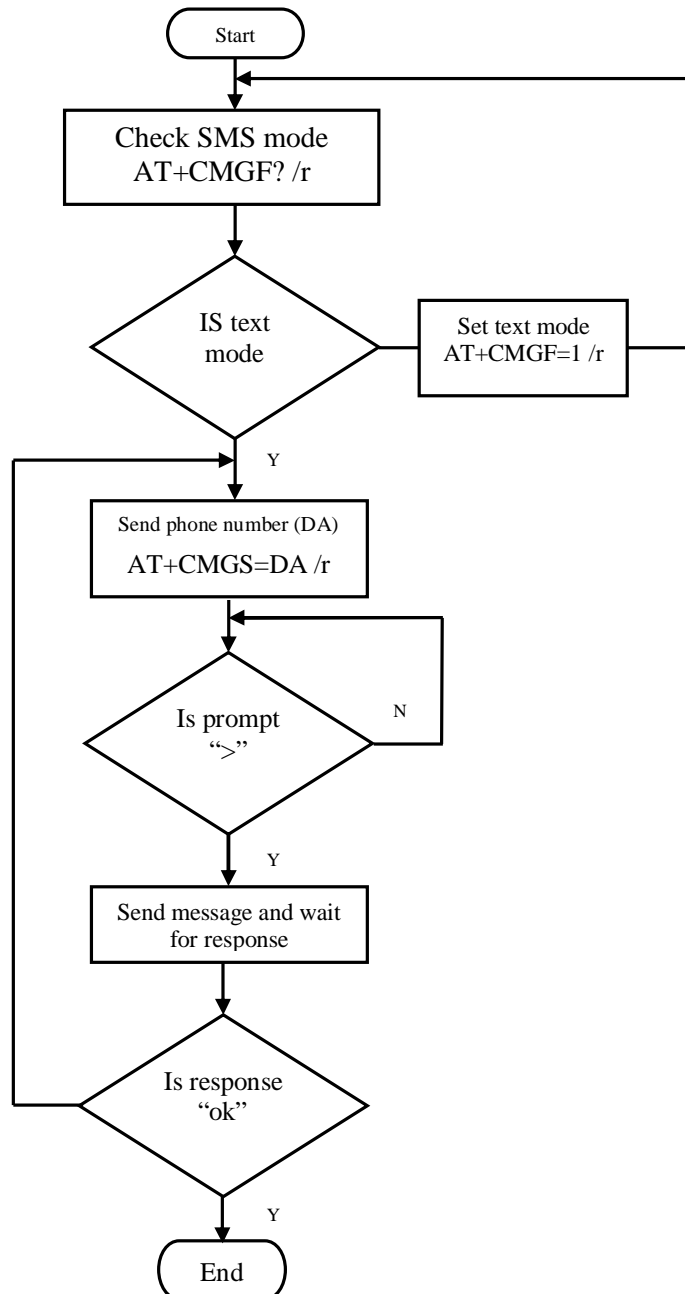 Start
Check SMS mode
AT+CMGF? /r
IS text
mode
Set text mode
AT+CMGF=1 /r
Y
Send phone number (DA)
AT+CMGS=DA /r
Is prompt
“>”
N
Y
Send message and wait
for response
Is response
“ok”
Y
End